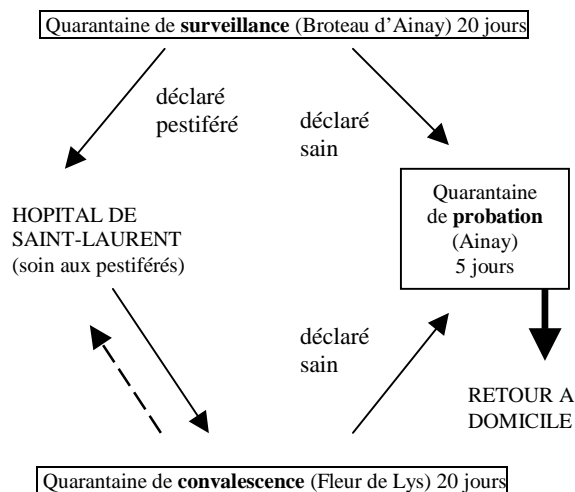 Quarantaine de surveillance (Broteau d'Ainay) 20 jours
déclaré
pestiféré
déclaré
sain
HOPITAL DE
SAINT-LAURENT
(soin aux pestiférés)
Quarantaine
de probation
(Ainay)
5 jours
déclaré
sain
RETOUR A
DOMICILE
Quarantaine de convalescence (Fleur de Lys) 20 jours